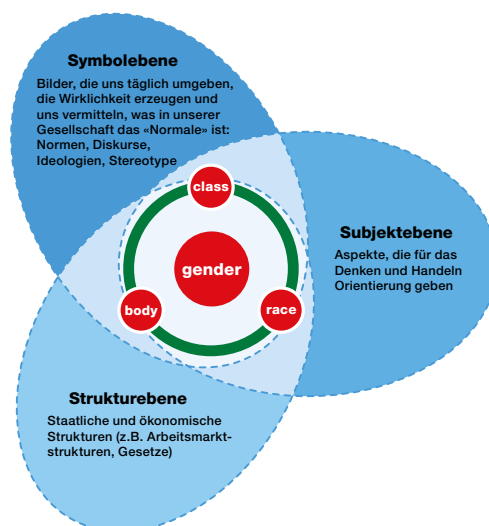 Symbolebene
Bilder, die uns täglich umgeben,
die Wirklichkeit erzeugen und
uns vermitteln, was in unserer
Gesellschaft das «Normale» ist:
Normen, Diskurse,
Ideologien, Stereotype
class
Subjektebene
Aspekte, die für das
Denken und Handeln
Orientierung geben
gender
body
race
Strukturebene
Staatliche und ökonomische
Strukturen (z.B. Arbeitsmarkt-
strukturen, Gesetze)